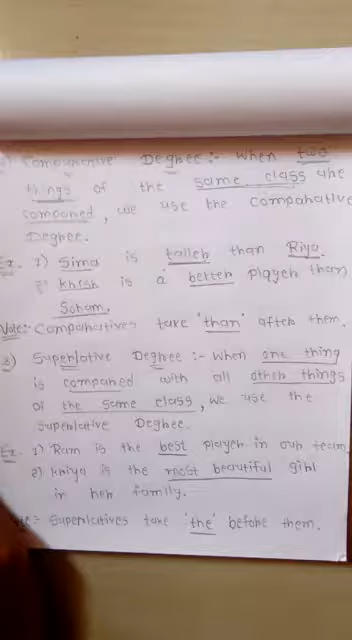 2) Comparative Degree :- When two
things of the same class are
compared, we use the comparative
Degree.
Ex. 1) Sima is taller than Riya.
2) Krish is a better player than
Soham.
Note:- Comparatives take 'than' after them.
3) Superlative Degree :- When one thing
is compared with all other things
of the same class, we use the
superlative Degree.
Ex. 1) Ram is the best player in our team
2) Kriya is the most beautiful girl
in her family.
:- Superlatives take 'the' before them.